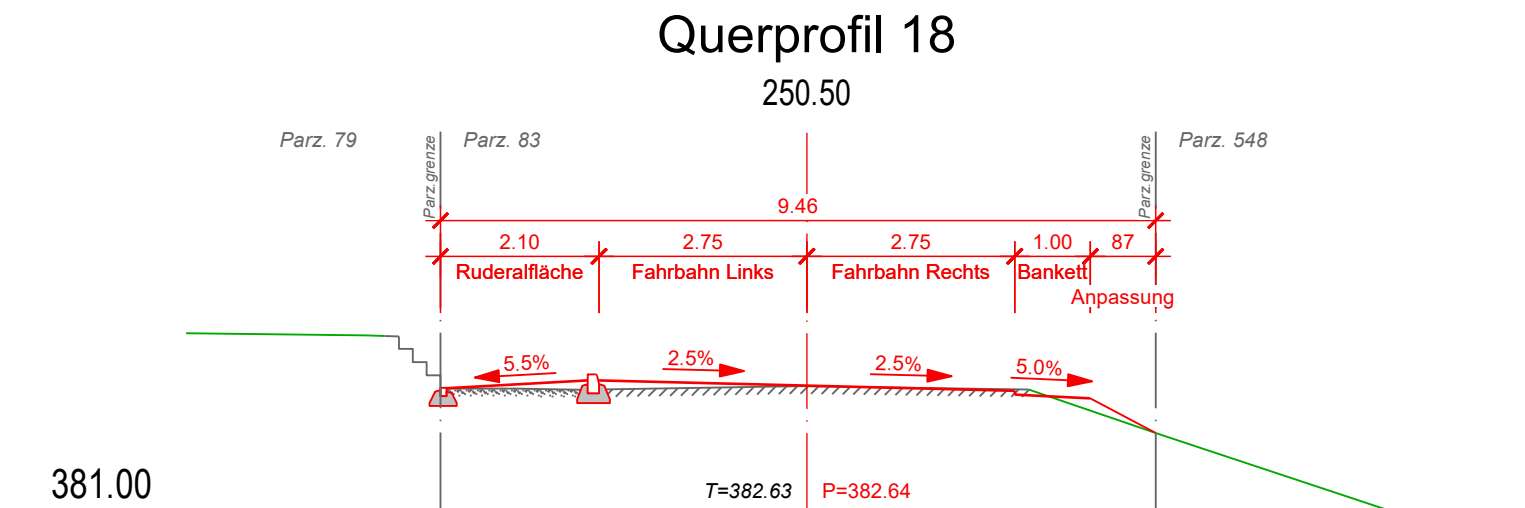 Querprofil 18
250.50
Parz. 79
Parz.grenze
Parz. 83
Parz.grenze
Parz. 548
9.46
2.10 2.75 2.75 1.00 87
Ruderalfläche Fahrbahn Links Fahrbahn Rechts Bankett
Anpassung
5.5% 2.5% 2.5% 5.0%
381.00
T=382.63 P=382.64